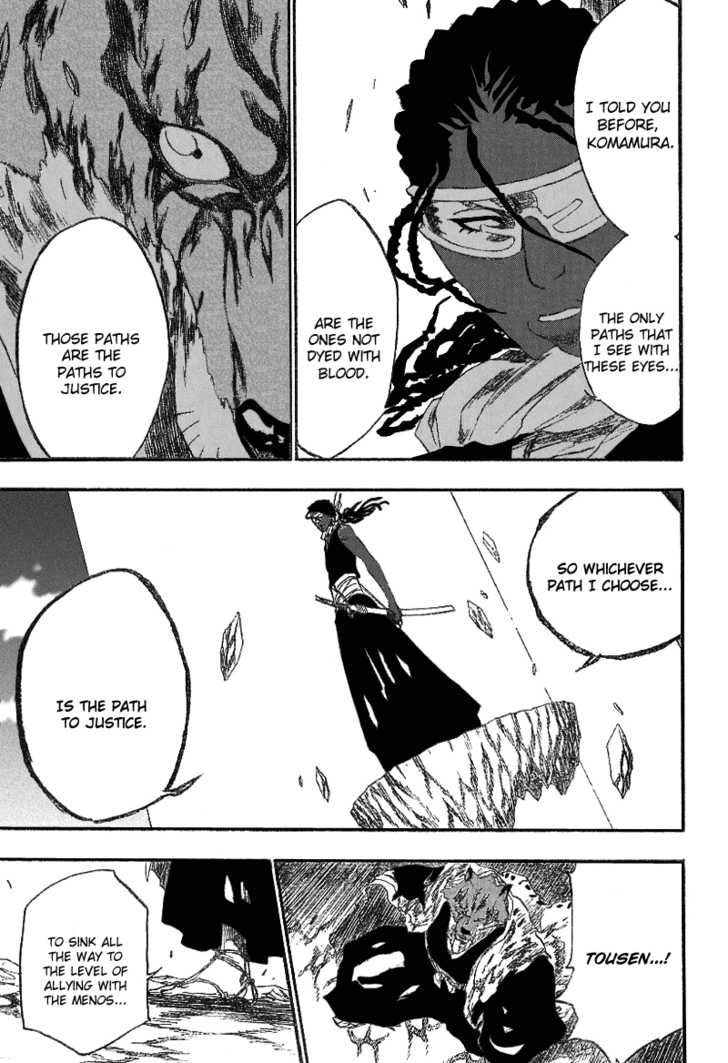 I TOLD YOU
BEFORE,
KOMAMURA.
THE ONLY
PATHS THAT
I SEE WITH
THESE EYES...
ARE THE
ONES NOT
DYED WITH
BLOOD.
THOSE PATHS
ARE THE
PATHS TO
JUSTICE.
SO WHICHEVER
PATH I CHOOSE...
IS THE PATH
TO JUSTICE.
TOUSEN...!
TO SINK ALL
THE WAY TO
THE LEVEL OF
ALLYING WITH
THE MENOS...